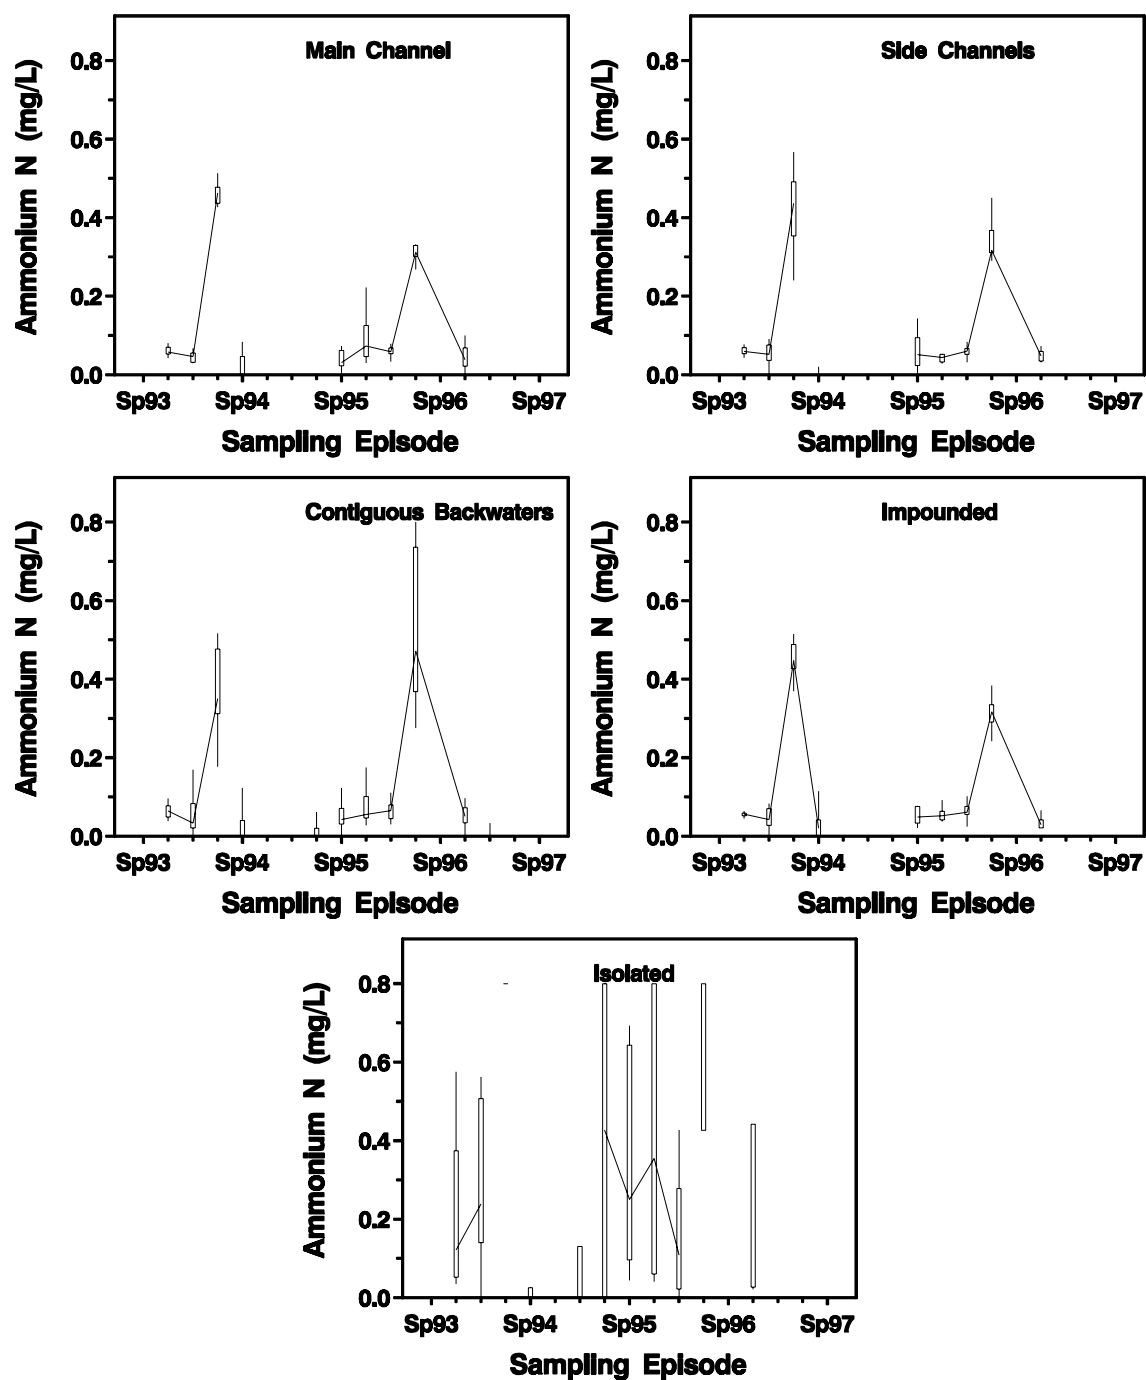 Main Channel
Ammonium N (mg/L)
0.8
0.6
0.4
0.2
0.0
Sp93 Sp94 Sp95 Sp96 Sp97
Sampling Episode
Side Channels
Ammonium N (mg/L)
0.8
0.6
0.4
0.2
0.0
Sp93 Sp94 Sp95 Sp96 Sp97
Sampling Episode
Contiguous Backwaters
Ammonium N (mg/L)
0.8
0.6
0.4
0.2
0.0
Sp93 Sp94 Sp95 Sp96 Sp97
Sampling Episode
Impounded
Ammonium N (mg/L)
0.8
0.6
0.4
0.2
0.0
Sp93 Sp94 Sp95 Sp96 Sp97
Sampling Episode
Isolated
Ammonium N (mg/L)
0.8
0.6
0.4
0.2
0.0
Sp93 Sp94 Sp95 Sp96 Sp97
Sampling Episode